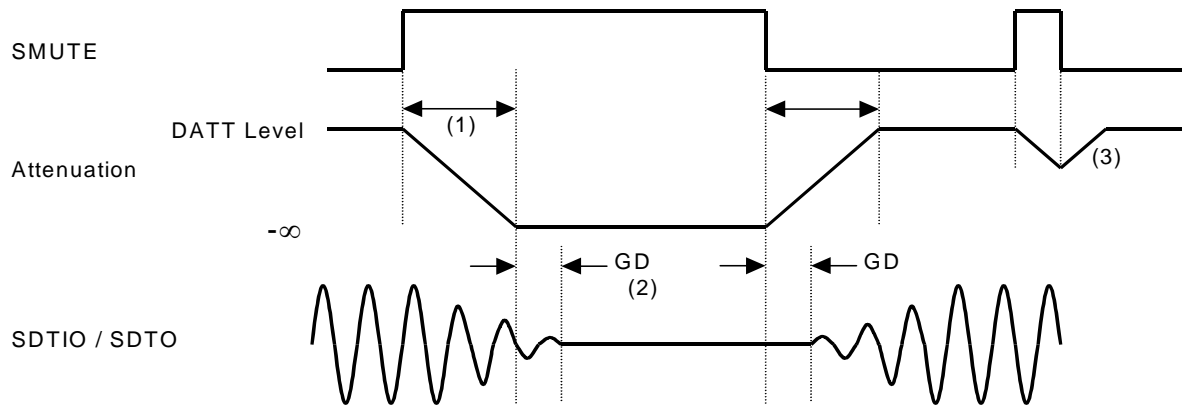 SMUTE
(1)
DATT Level
(3)
Attenuation
-∞
GD
(2)
GD
SDTIO / SDTO